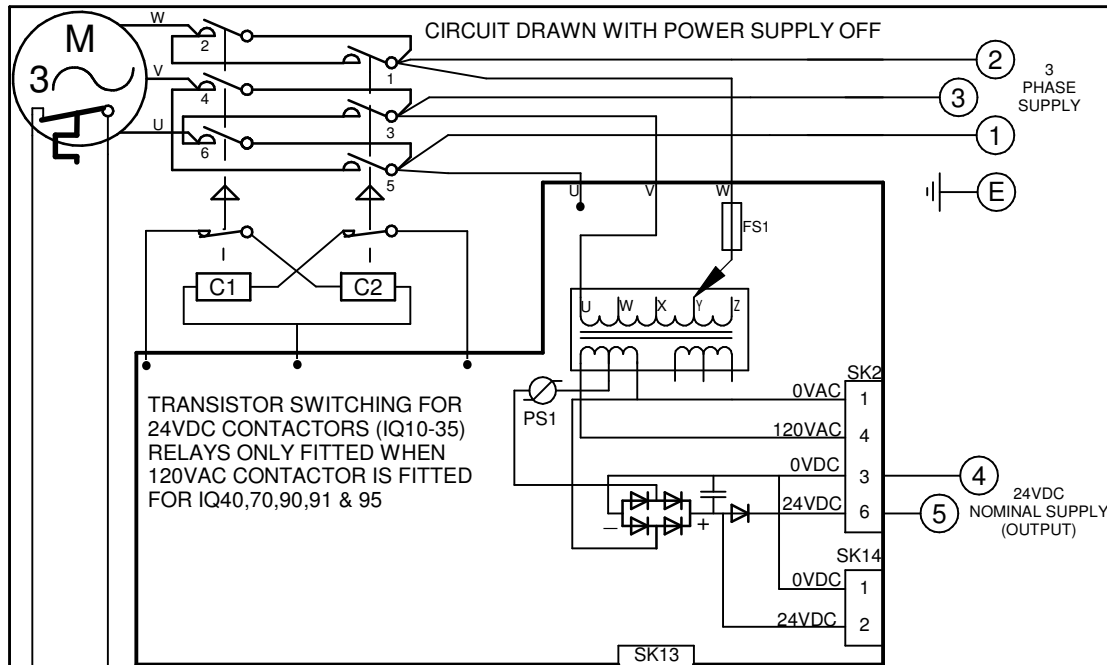 CIRCUIT DRAWN WITH POWER SUPPLY OFF
W
M
3
2
1
2
3
PHASE
SUPPLY
V
4
3
3
U
6
5
1
U
V
W
E
FS1
C1
C2
U
W
X
Y
Z
TRANSISTOR SWITCHING FOR
24VDC CONTACTORS (IQ10-35)
RELAYS ONLY FITTED WHEN
120VAC CONTACTOR IS FITTED
FOR IQ40,70,90,91 & 95
PS1
SK2
0VAC
1
120VAC
4
0VDC
3
4
24VDC
6
5
24VDC
NOMINAL SUPPLY
(OUTPUT)
–
+
SK14
0VDC
1
24VDC
2
SK13